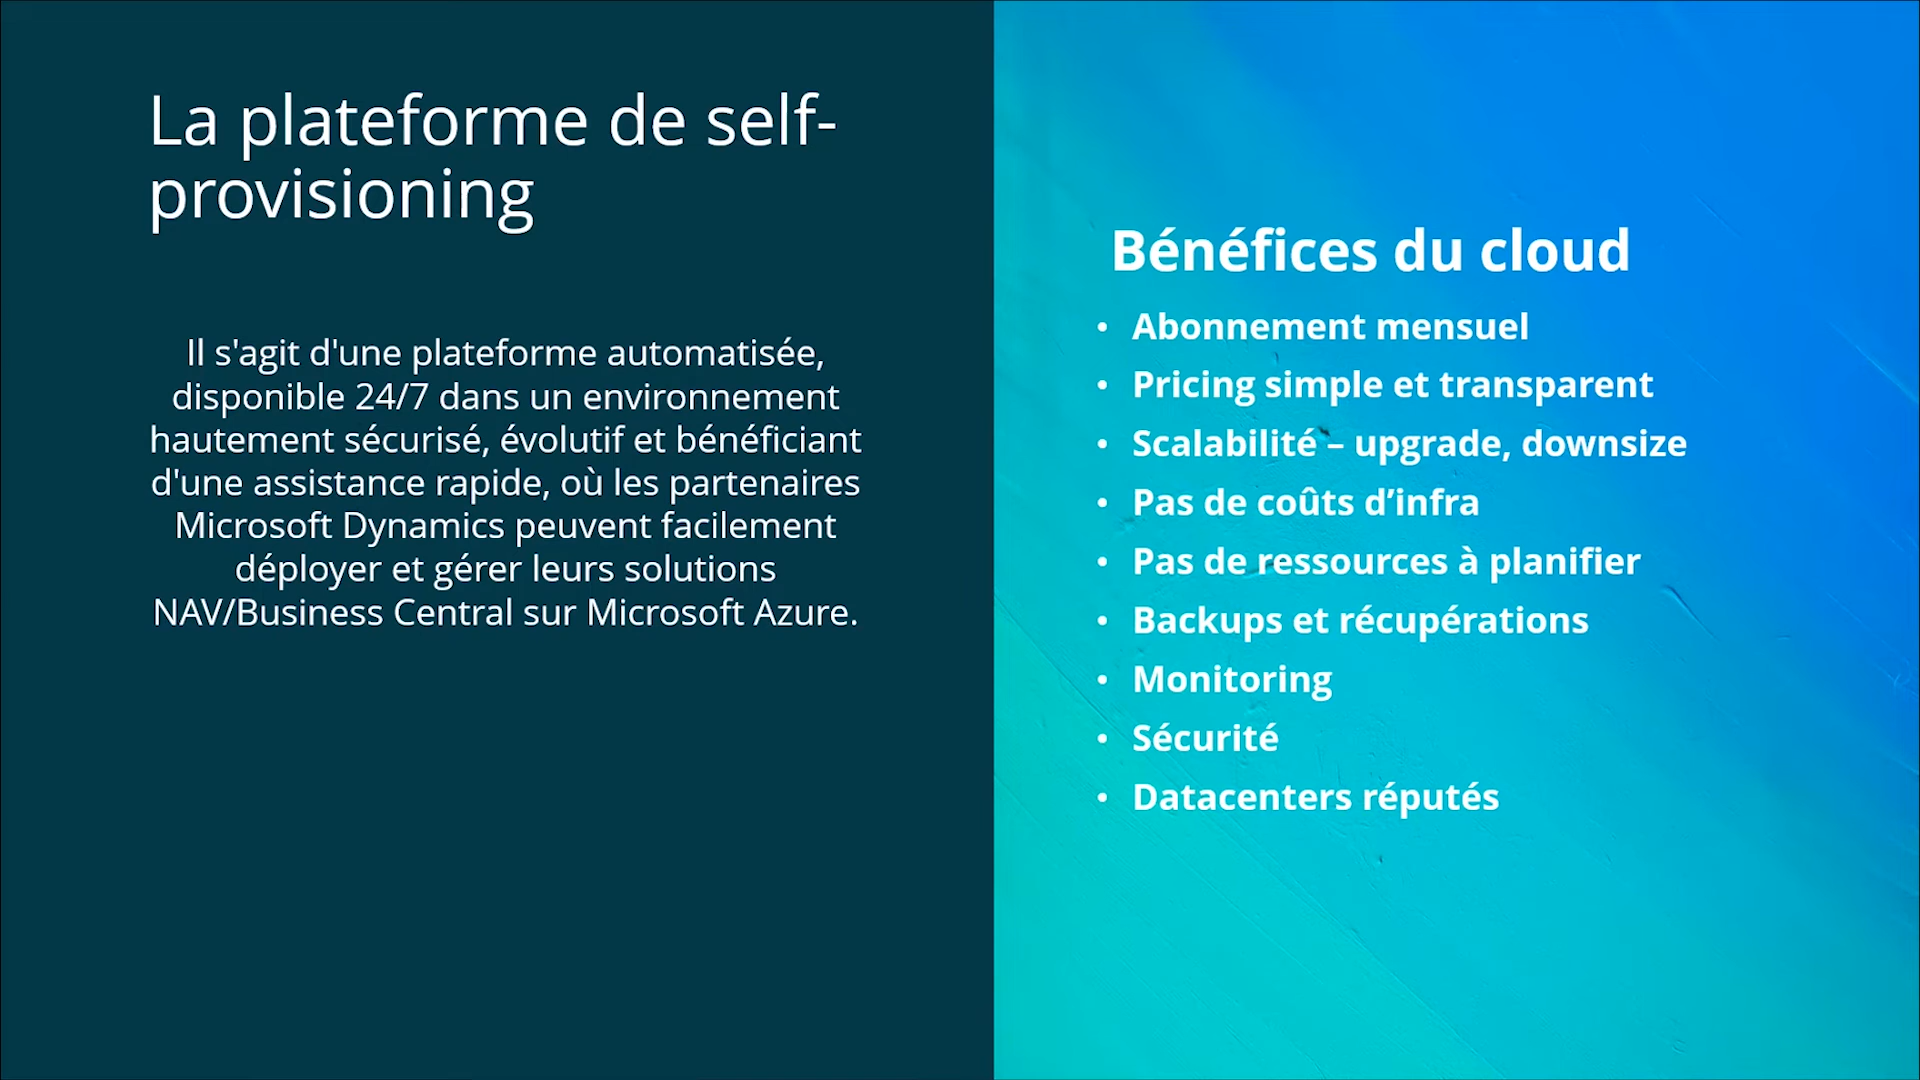 La plateforme de self-
provisioning
Il s'agit d'une plateforme automatisée,
disponible 24/7 dans un environnement
hautement sécurisé, évolutif et bénéficiant
d'une assistance rapide, où les partenaires
Microsoft Dynamics peuvent facilement
déployer et gérer leurs solutions
NAV/Business Central sur Microsoft Azure.
Bénéfices du cloud
• Abonnement mensuel
• Pricing simple et transparent
• Scalabilité – upgrade, downsize
• Pas de coûts d’infra
• Pas de ressources à planifier
• Backups et récupérations
• Monitoring
• Sécurité
• Datacenters réputés